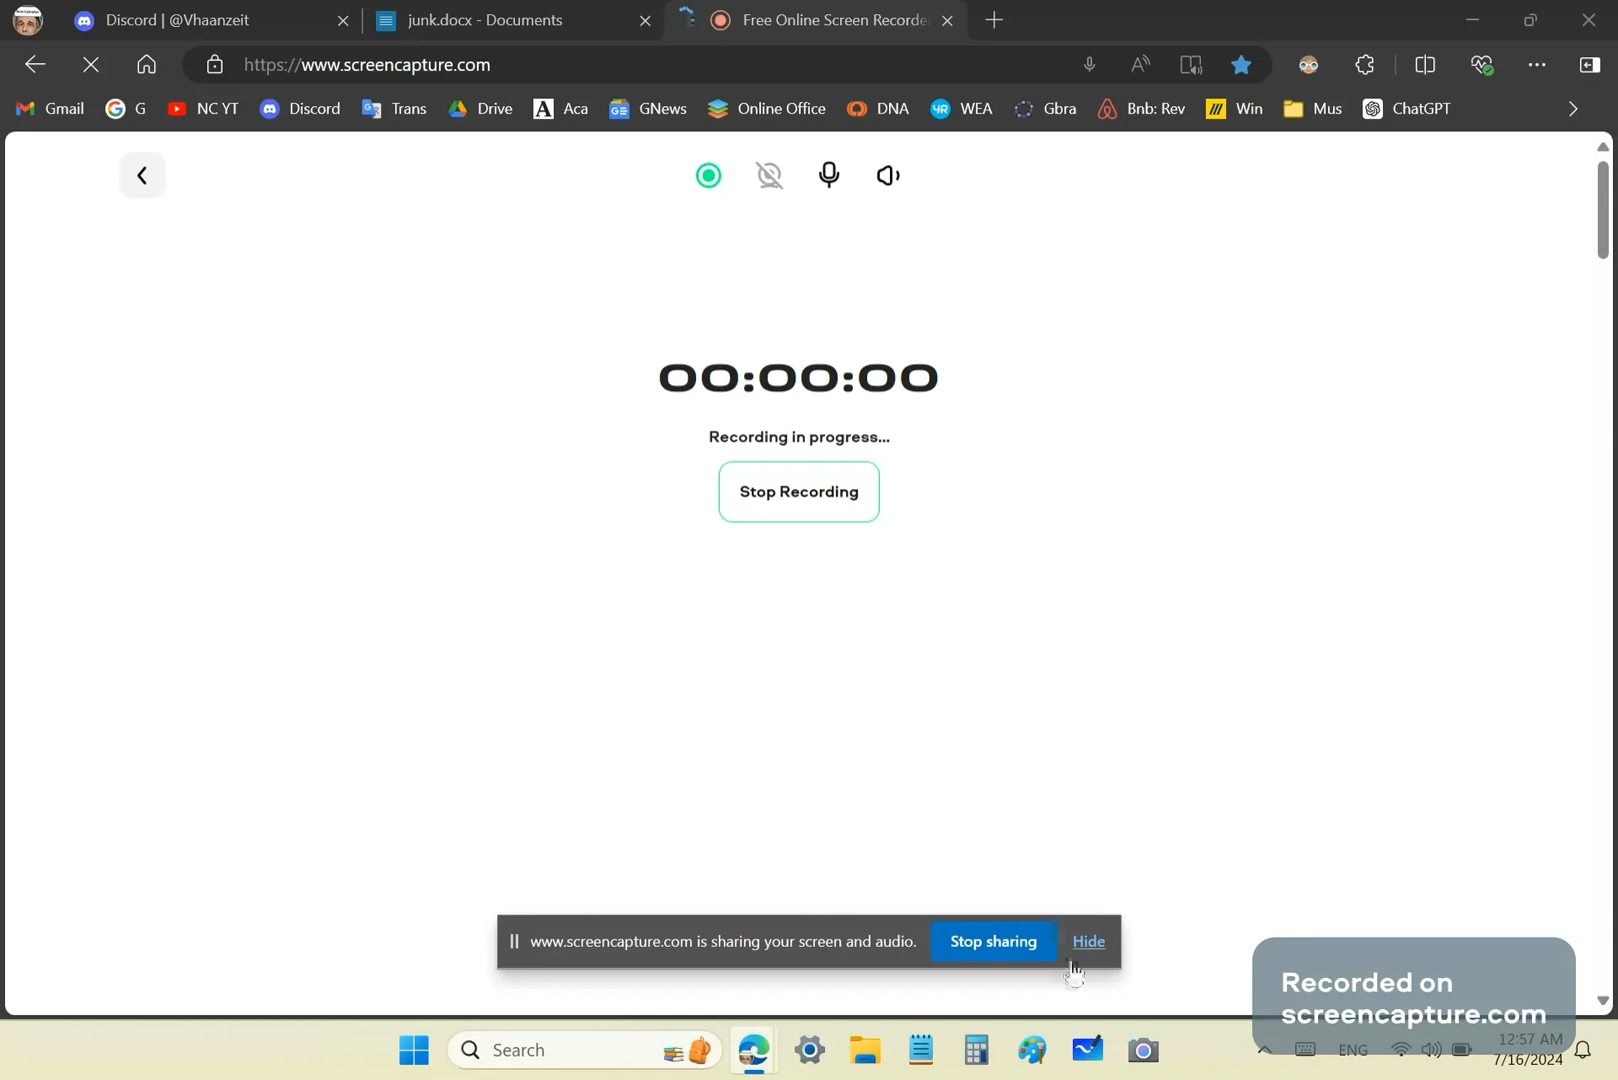 Discord | @Vhaanzeit
junk.docx - Documents
Free Online Screen Recorde
https://www.screencapture.com
Gmail
G
NC YT
Discord
Trans
Drive
Aca
GNews
Online Office
DNA
WEA
Gbra
Bnb: Rev
Win
Mus
ChatGPT
00:00:00
Recording in progress...
Stop Recording
www.screencapture.com is sharing your screen and audio.
Stop sharing
Hide
Recorded on
screencapture.com
Search
ENG
12:57 AM
7/16/2024